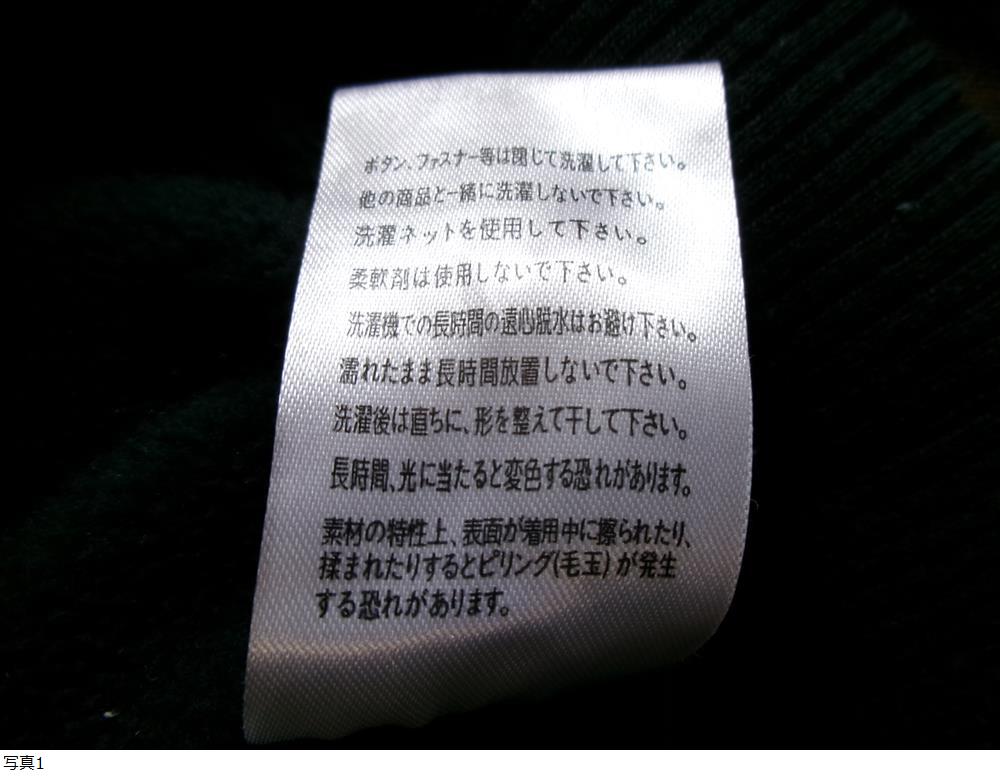 ボタン、ファスナー等は閉じて洗濯して下さい。
他の商品と一緒に洗濯しないで下さい。
洗濯ネットを使用して下さい。
柔軟剤は使用しないで下さい。
洗濯機での長時間の遠心脱水はお避け下さい。
濡れたまま長時間放置しないで下さい。
洗濯後は直ちに、形を整えて干して下さい。
長時間、光に当たると変色する恐れがあります。
素材の特性上、表面が着用中に擦られたり、
揉まれたりするとピリング(毛玉)が発生
する恐れがあります。
写真1